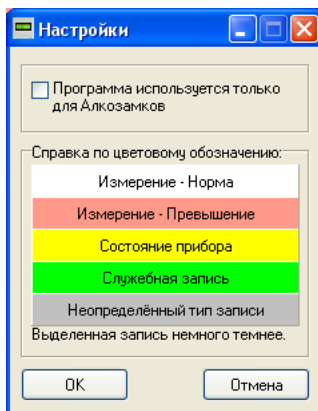 Настройки
Программа используется только
для Алкозамков
Справка по цветовому обозначению:
Измерение - Норма
Измерение - Превышение
Состояние прибора
Служебная запись
Неопределённый тип записи
Выделенная запись немного темнее.
OK
Отмена